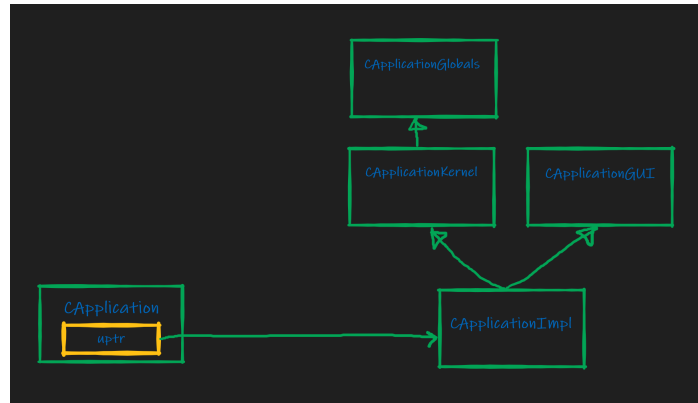 CApplicationGlobals
CApplicationKernel
CApplicationGUI
CApplication
uptr
CApplicationImpl